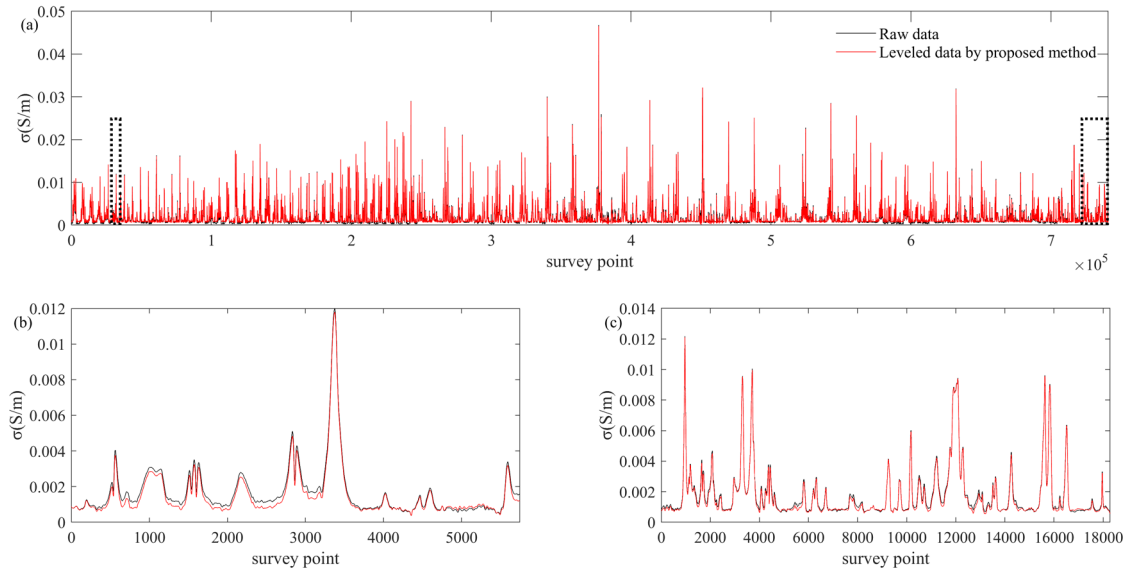 (a)
σ(S/m)
0.05
0.04
0.03
0.02
0.01
0
Raw data
Leveled data by proposed method
0 1 2 3 4 5 6 7
survey point
×10⁵
(b)
σ(S/m)
0.012
0.01
0.008
0.006
0.004
0.002
0
0 1000 2000 3000 4000 5000
survey point
(c)
σ(S/m)
0.014
0.012
0.01
0.008
0.006
0.004
0.002
0
0 2000 4000 6000 8000 10000 12000 14000 16000 18000
survey point